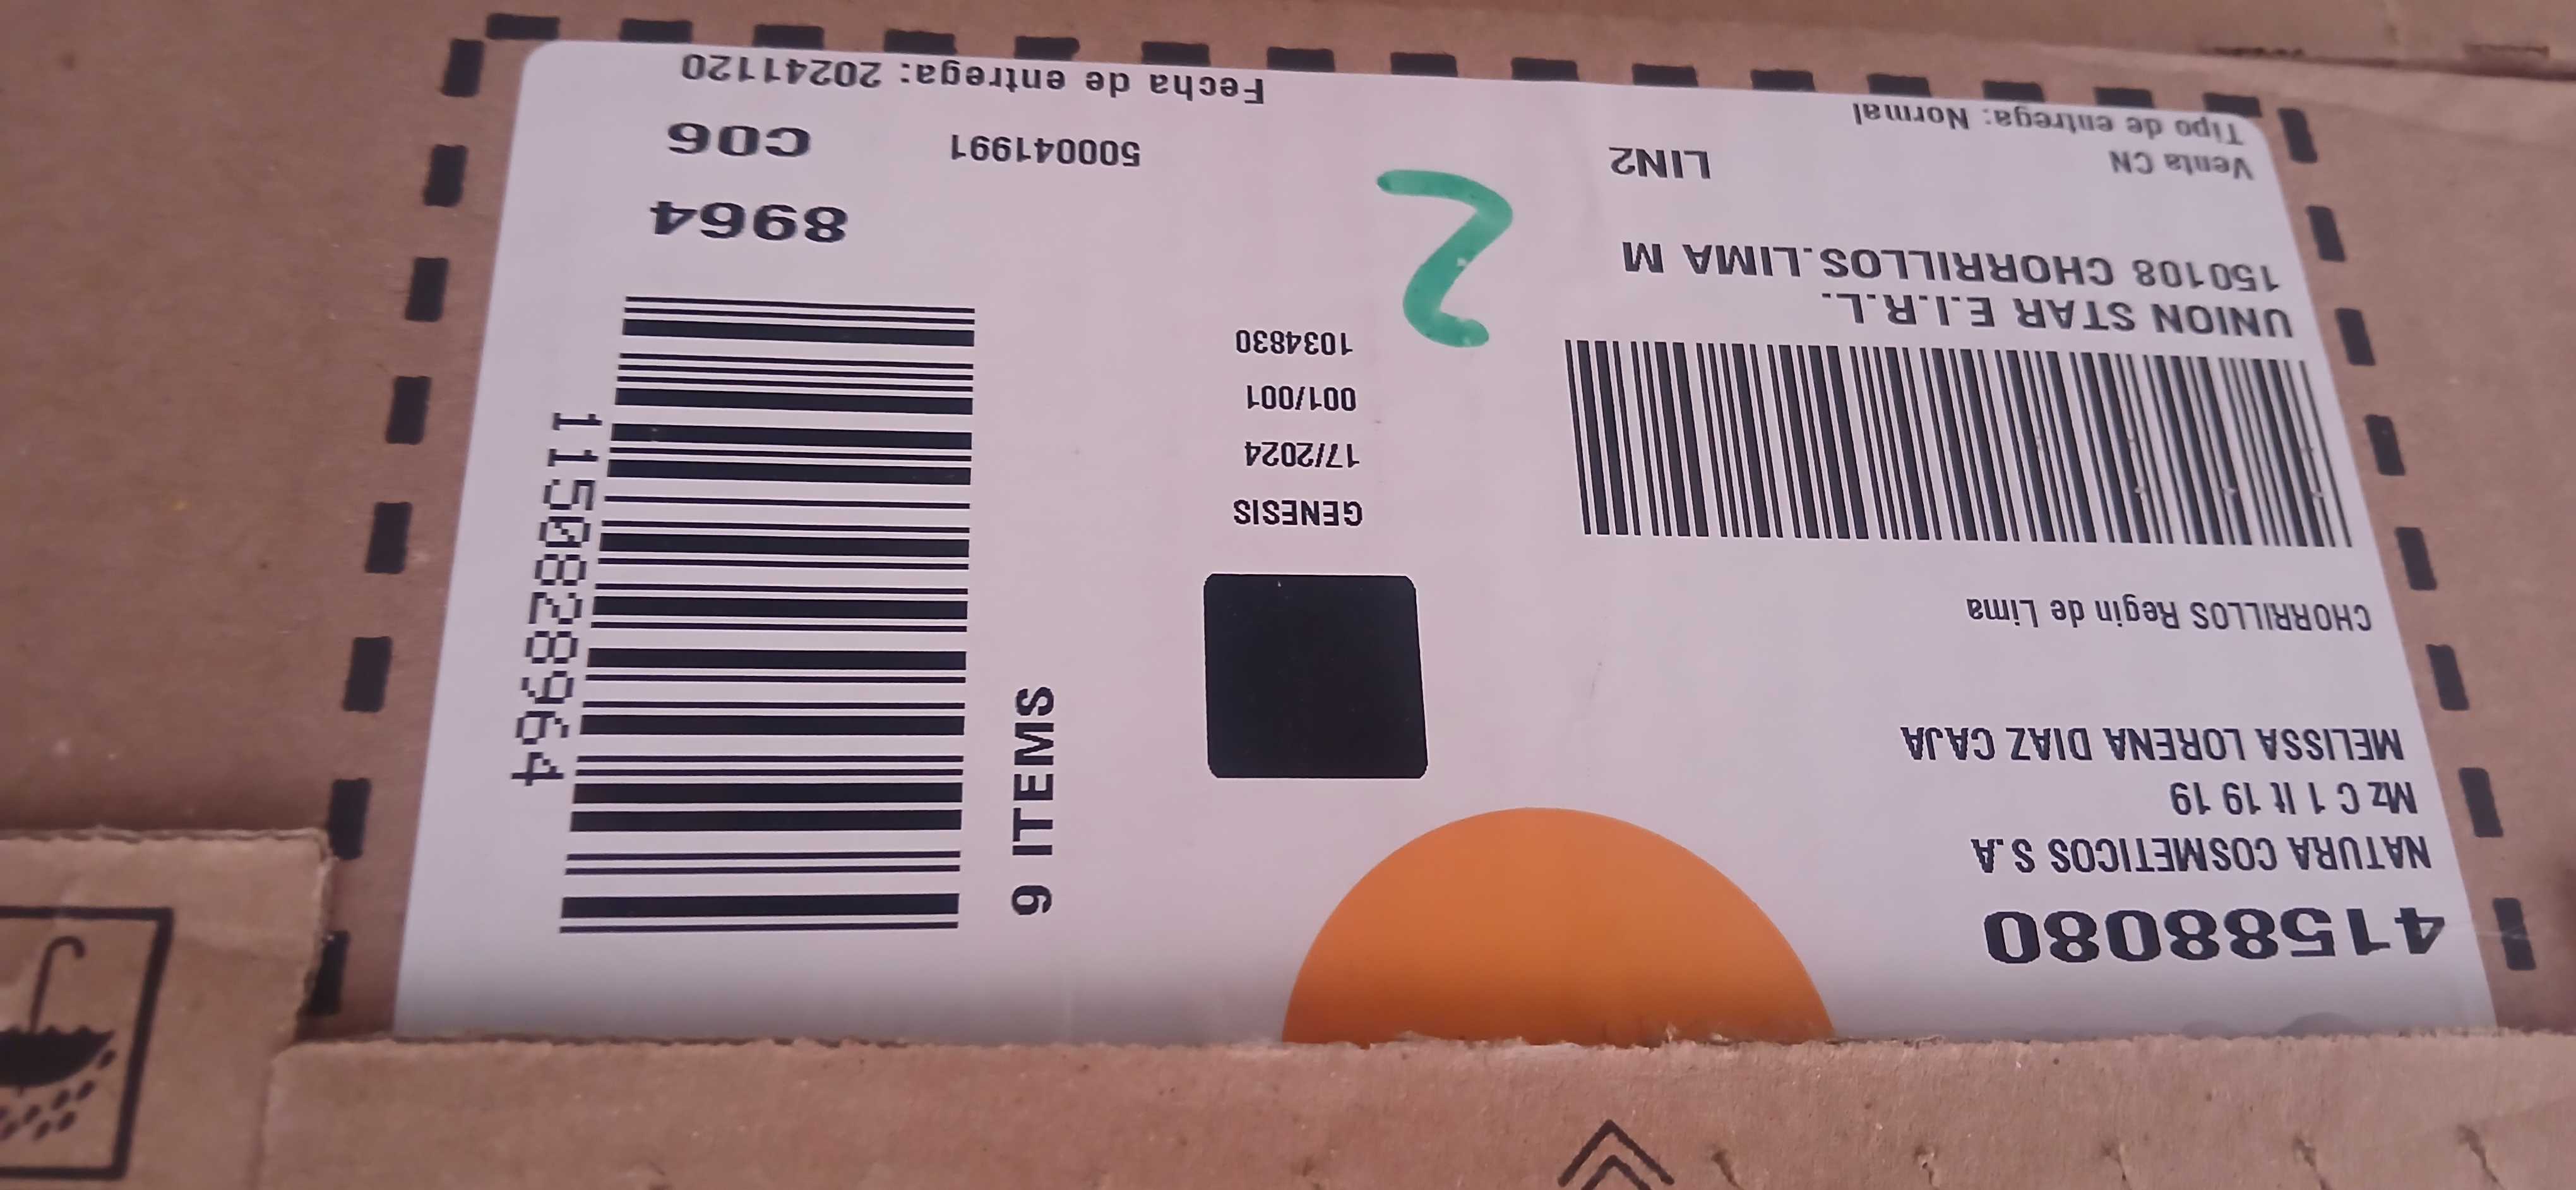 41588080
NATURA COSMETICOS S.A
Mz C 1 lt 19 19
MELISSA LORENA DIAZ CAJA
CHORRILLOS Regin de Lima
UNION STAR E.I.R.L.
150108 CHORRILLOS.LIMA M
Venta CN
LIN2
Tipo de entrega: Normal
GENESIS
17/2024
001/001
1034830
2
9 ITEMS
11508289964
8964
500041991
C06
Fecha de entrega: 20241120